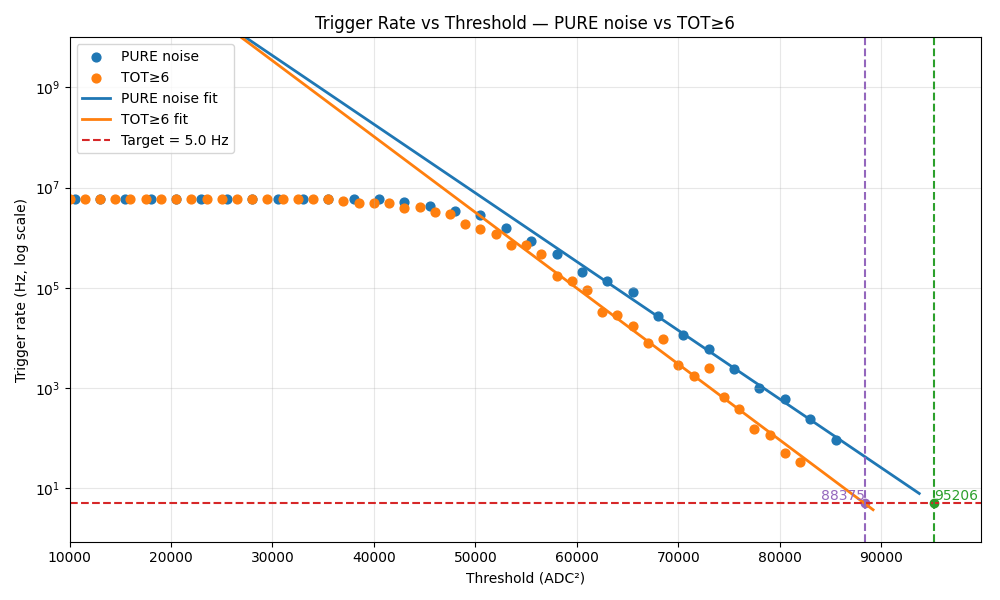 Trigger Rate vs Threshold — PURE noise vs TOT≥6
PURE noise
TOT≥6
PURE noise fit
TOT≥6 fit
Target = 5.0 Hz
Trigger rate (Hz, log scale)
10⁹
10⁷
10⁵
10³
10¹
88375
95206
10000 20000 30000 40000 50000 60000 70000 80000 90000
Threshold (ADC²)